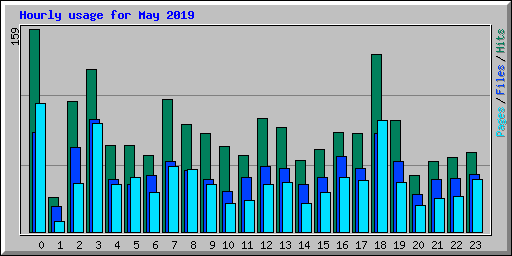 Hourly usage for May 2019
159
Pages / Files / Hits
0 1 2 3 4 5 6 7 8 9 10 11 12 13 14 15 16 17 18 19 20 21 22 23